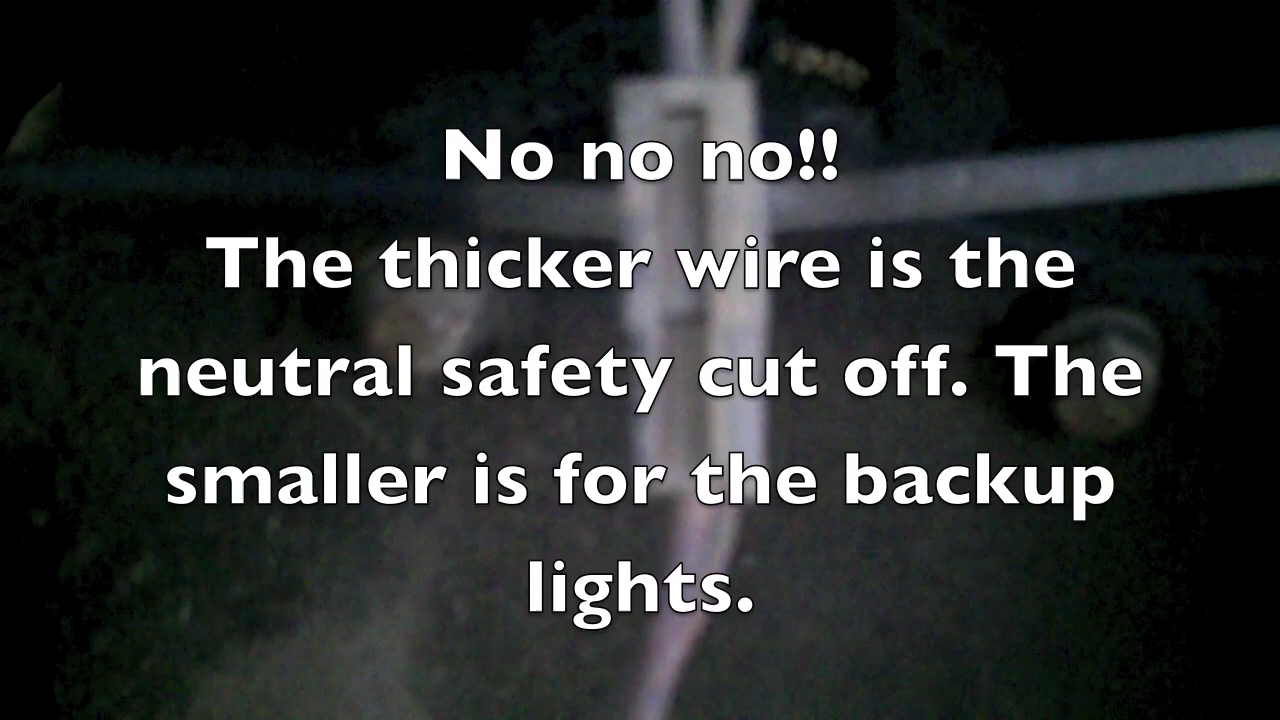 No no no!!
The thicker wire is the
neutral safety cut off. The
smaller is for the backup
lights.